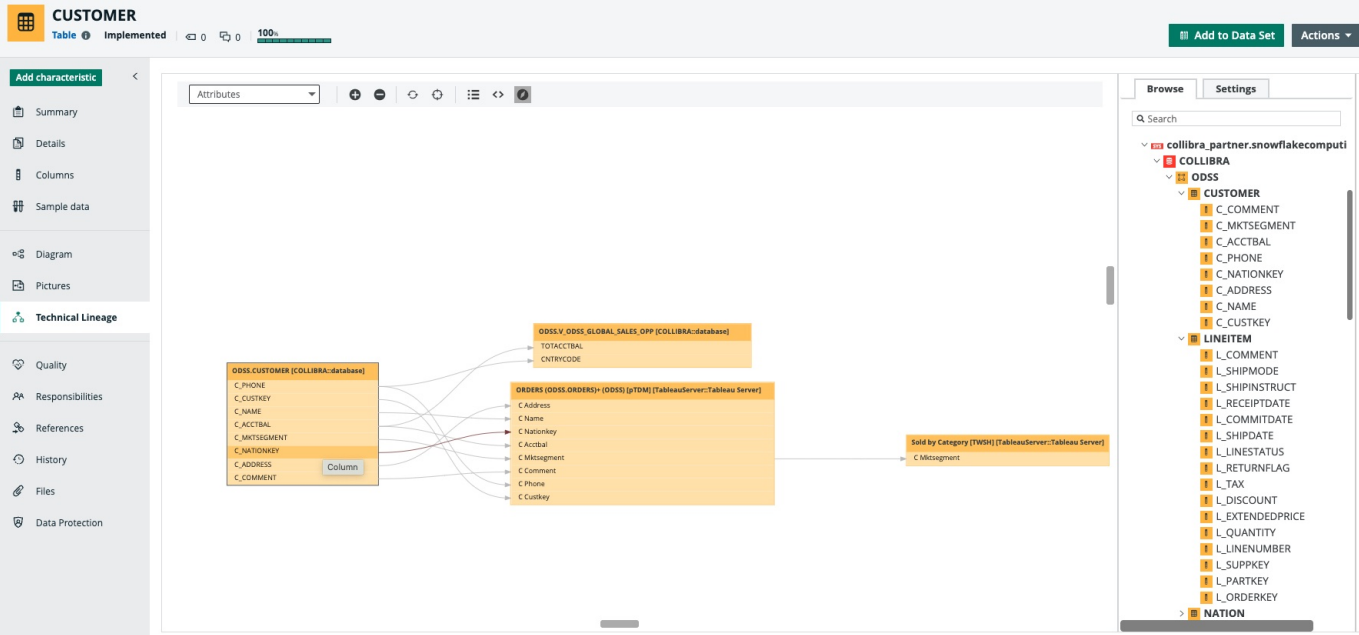 CUSTOMER
Table Implemented 0 0 100%
Add to Data Set
Actions
Add characteristic
Summary
Details
Columns
Sample data
Diagram
Pictures
Technical Lineage
Quality
Responsibilities
References
History
Files
Data Protection
Attributes
ODSS.V_ODSS_GLOBAL_SALES_OPP [COLLIBRA::database]
TOTACCTBAL
CNTRYCODE
ODSS.CUSTOMER [COLLIBRA::database]
C_PHONE
C_CUSTKEY
C_NAME
C_ACCTBAL
C_MKTSEGMENT
C_NATIONKEY
C_ADDRESS
C_COMMENT
Column
ORDERS (ODSS.ORDERS)+ (ODSS) [pTDM] [TableauServer::Tableau Server]
C Address
C Name
C Nationkey
C Acctbal
C Mktsegment
C Comment
C Phone
C Custkey
Sold by Category [TWSH] [TableauServer::Tableau Server]
C Mktsegment
Browse
Settings
Search
collibra_partner.snowflakecomputi
COLLIBRA
ODSS
CUSTOMER
C_COMMENT
C_MKTSEGMENT
C_ACCTBAL
C_PHONE
C_NATIONKEY
C_ADDRESS
C_NAME
C_CUSTKEY
LINEITEM
L_COMMENT
L_SHIPMODE
L_SHIPINSTRUCT
L_RECEIPTDATE
L_COMMITDATE
L_SHIPDATE
L_LINESTATUS
L_RETURNFLAG
L_TAX
L_DISCOUNT
L_EXTENDEDPRICE
L_QUANTITY
L_LINENUMBER
L_SUPPKEY
L_PARTKEY
L_ORDERKEY
NATION